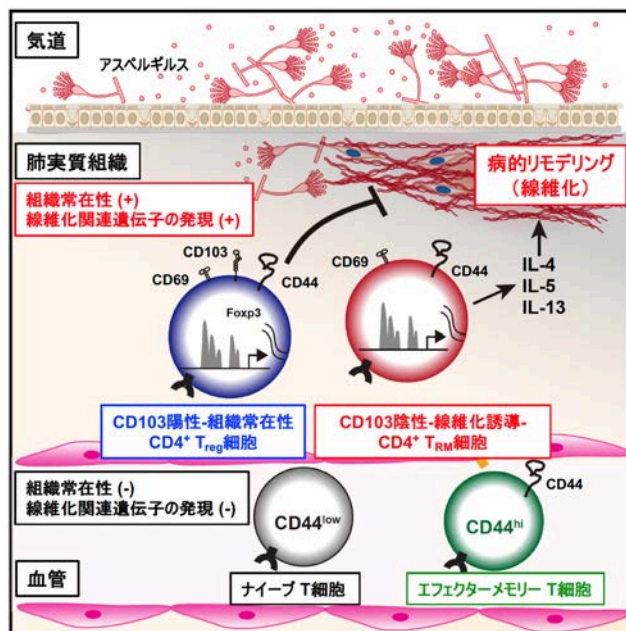 気道
アスペルギルス
肺実質組織
病的リモデリング
（線維化）
組織常在性 (+)
線維化関連遺伝子の発現 (+)
CD103
CD69
CD44
Foxp3
CD69
CD44
IL-4
IL-5
IL-13
CD103陽性-組織常在性
CD4⁺ Treg細胞
CD103陰性-線維化誘導-
CD4⁺ TRM細胞
組織常在性 (-)
線維化関連遺伝子の発現 (-)
CD44
CD44low
CD44hi
血管
ナイーブ T細胞
エフェクターメモリー T細胞